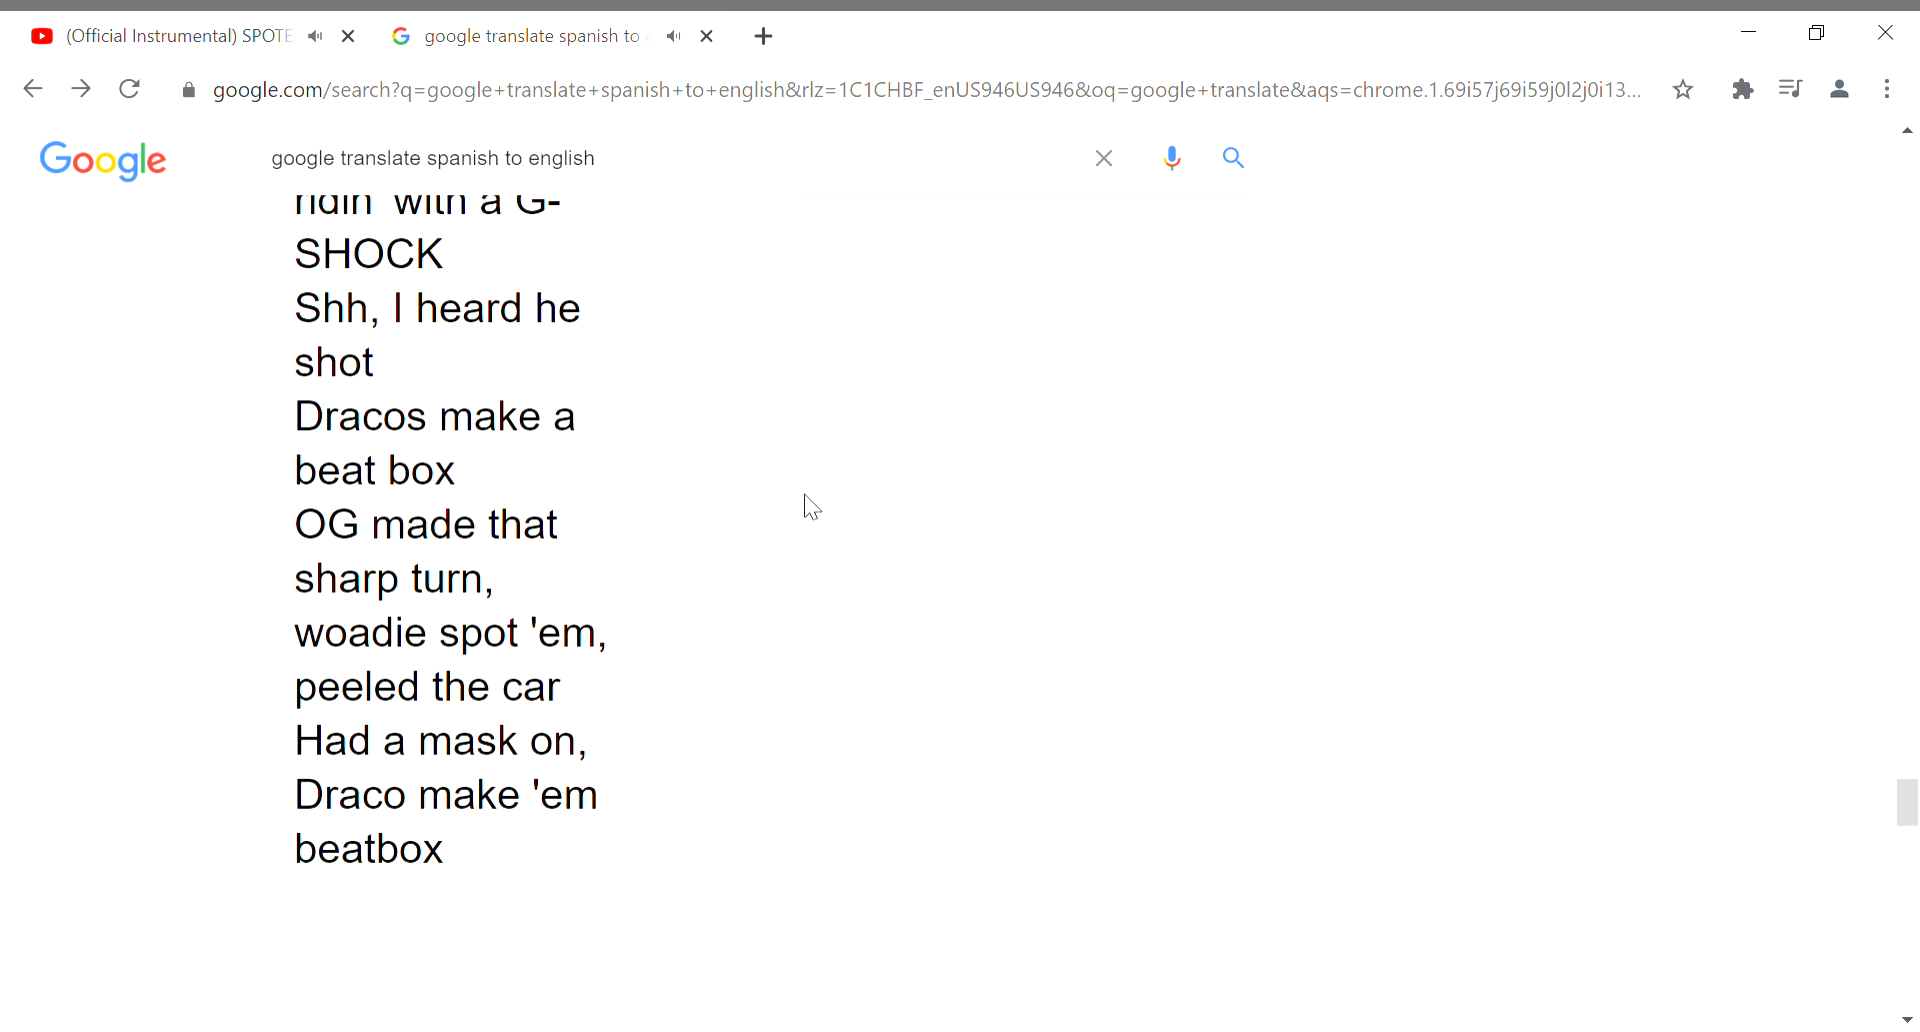 (Official Instrumental) SPOTE
google translate spanish to
google.com/search?q=google+translate+spanish+to+english&rlz=1C1CHBF_enUS946US946&oq=google+translate&aqs=chrome.1.69i57j69i59j0l2j0i13...
Google
google translate spanish to english
ridin' with a G-
SHOCK
Shh, I heard he
shot
Dracos make a
beat box
OG made that
sharp turn,
woadie spot 'em,
peeled the car
Had a mask on,
Draco make 'em
beatbox